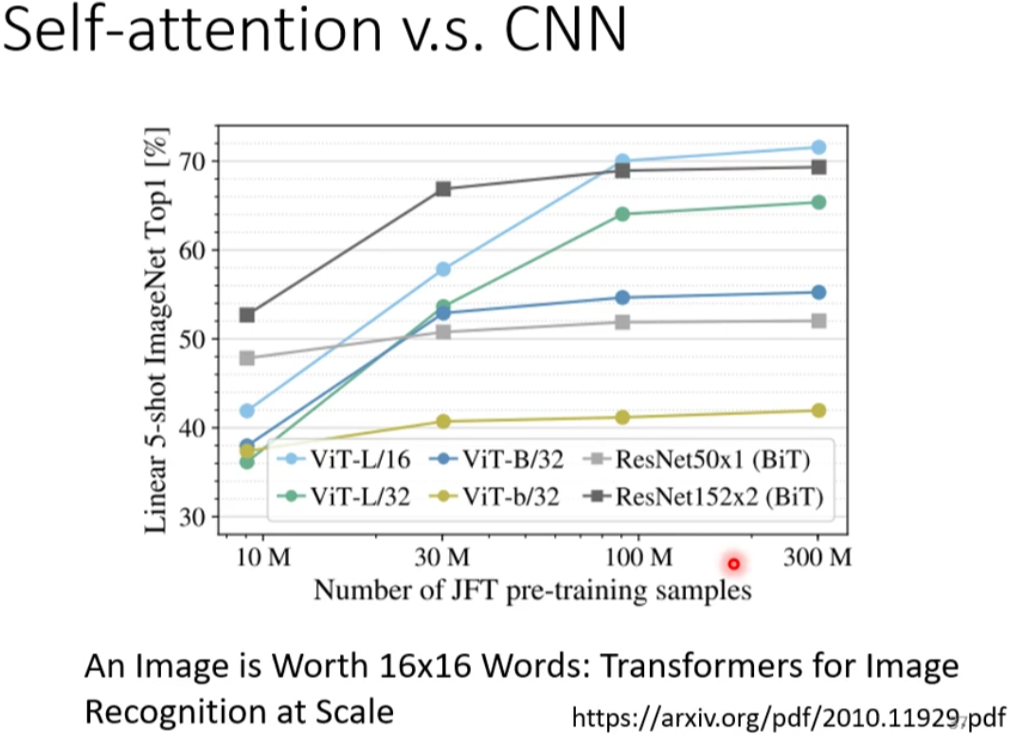 Self-attention v.s. CNN
Linear 5-shot ImageNet Top1 [%]
70
60
50
40
30
ViT-L/16 ViT-B/32 ResNet50x1 (BiT)
ViT-L/32 ViT-b/32 ResNet152x2 (BiT)
10 M 30 M 100 M 300 M
Number of JFT pre-training samples
An Image is Worth 16x16 Words: Transformers for Image
Recognition at Scale
https://arxiv.org/pdf/2010.11929.pdf